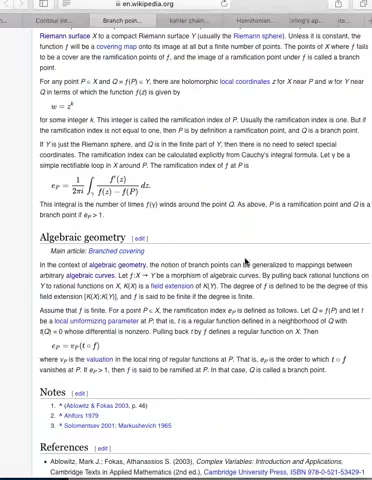 en.wikipedia.org
Contour int
Branch poin...
kahler chain...
Hamiltonian...
Riemann surface X to a compact Riemann surface Y (usually the Riemann sphere). Unless it is constant, the
function ƒ will be a covering map onto its image at all but a finite number of points. The points of X where ƒ
fails to be a cover are the ramification points of ƒ, and the image of a ramification point under ƒ is called a branch
point.
For any point P ∈ X and Q = ƒ(P) ∈ Y, there are holomorphic local coordinates z for X near P and w for Y near
Q in terms of which the function ƒ(z) is given by
w = z^k
for some integer k. This integer is called the ramification index of P. Usually the ramification index is one. But if
the ramification index is not equal to one, then P is by definition a ramification point, and Q is a branch point.
If Y is just the Riemann sphere, and Q is in the finite part of Y, then there is no need to select special
coordinates. The ramification index can be calculated explicitly from Cauchy's integral formula. Let γ be a
simple rectifiable loop in X around P. The ramification index of ƒ at P is
e_P = 1/2πi ∫_γ f′(z)/f(z) − f(P) dz.
This integral is the number of times ƒ(γ) winds around the point Q. As above, P is a ramification point and Q is a
branch point if e_P > 1.
Algebraic geometry [ edit ]
Main article: Branched covering
In the context of algebraic geometry, the notion of branch points can be generalized to mappings between
arbitrary algebraic curves. Let ƒ:X → Y be a morphism of algebraic curves. By pulling back rational functions on
Y to rational functions on X, K(X) is a field extension of K(Y). The degree of ƒ is defined to be the degree of this
field extension [K(X):K(Y)], and ƒ is said to be finite if the degree is finite.
Assume that ƒ is finite. For a point P ∈ X, the ramification index e_P is defined as follows. Let Q = ƒ(P) and let t
be a local uniformizing parameter at P; that is, t is a regular function defined in a neighborhood of Q with
t(Q) = 0 whose differential is nonzero. Pulling back t by ƒ defines a regular function on X. Then
e_P = v_P(t ∘ f)
where v_P is the valuation in the local ring of regular functions at P. That is, e_P is the order to which t ∘ f
vanishes at P. If e_P > 1, then ƒ is said to be ramified at P. In that case, Q is called a branch point.
Notes [ edit ]
1. ^ (Ablowitz & Fokas 2003, p. 46)
2. ^ Ahlfors 1979
3. ^ Solomentsev 2001; Markushevich 1965
References [ edit ]
• Ablowitz, Mark J.; Fokas, Athanassios S. (2003), Complex Variables: Introduction and Applications,
Cambridge Texts in Applied Mathematics (2nd ed.), Cambridge University Press, ISBN 978-0-521-53429-1